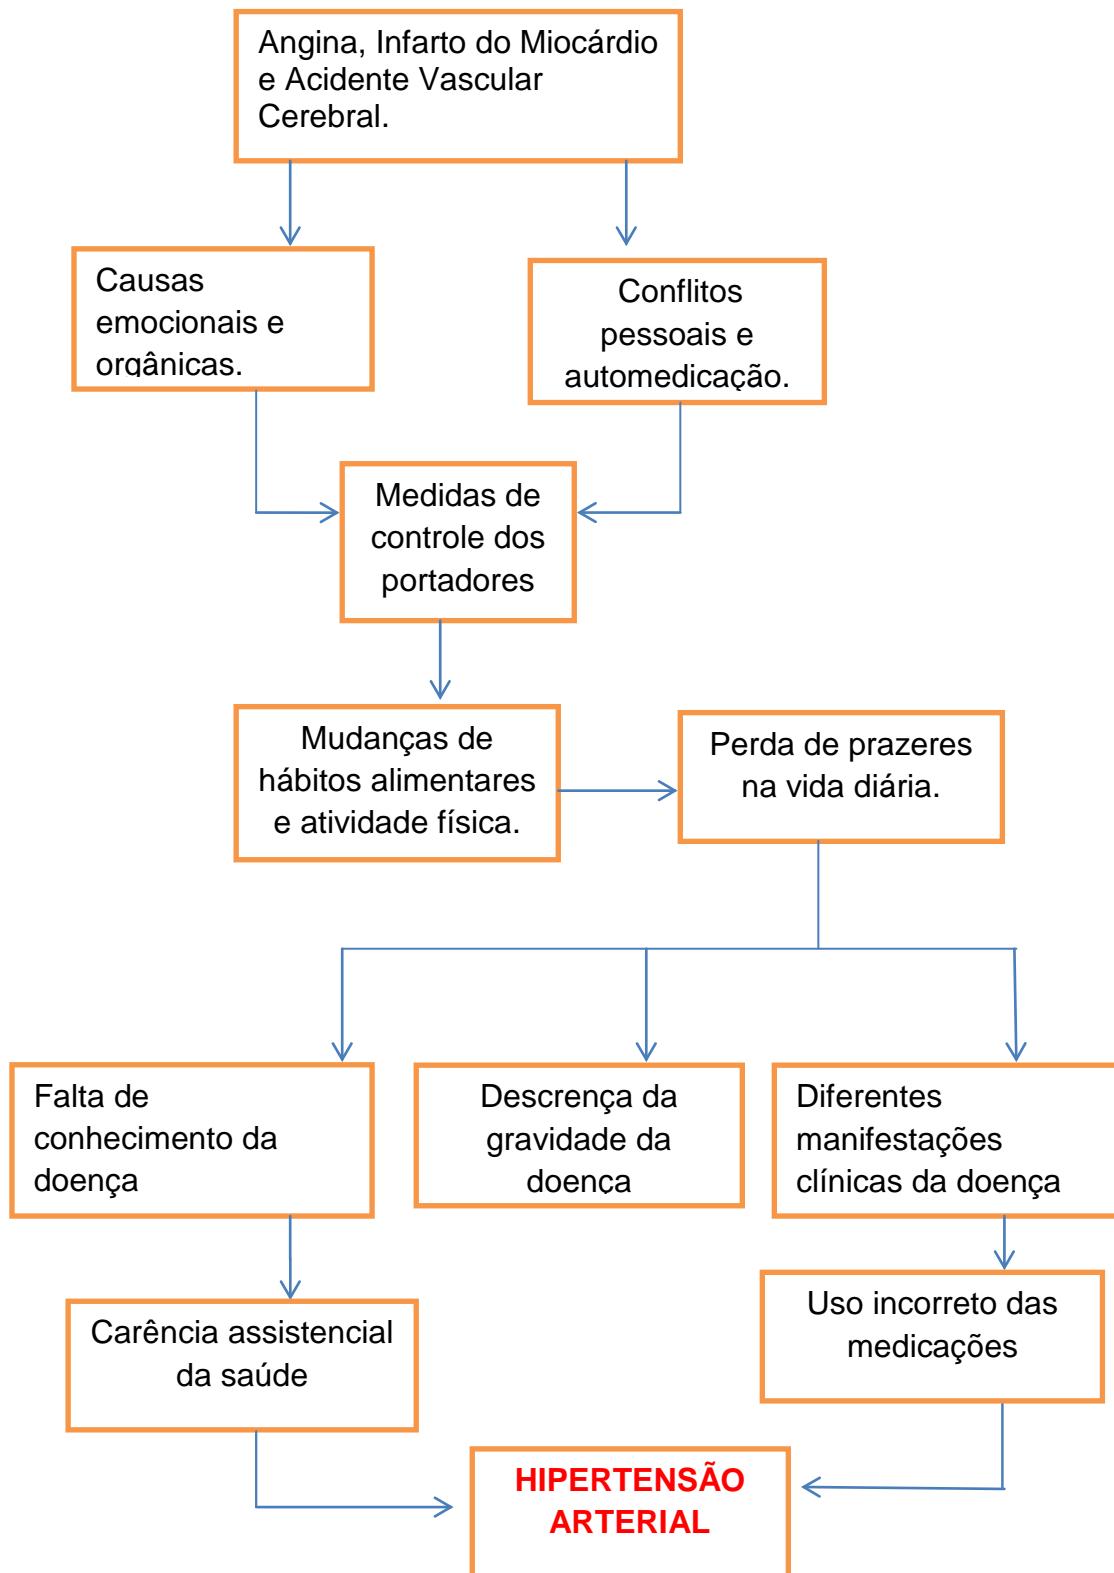 Angina, Infarto do Miocárdio
e Acidente Vascular
Cerebral.
Causas
emocionais e
orgânicas.
Conflitos
pessoais e
automedicação.
Medidas de
controle dos
portadores
Mudanças de
hábitos alimentares
e atividade física.
Perda de prazeres
na vida diária.
Falta de
conhecimento da
doença
Descrença da
gravidade da
doença
Diferentes
manifestações
clínicas da doença
Carência assistencial
da saúde
Uso incorreto das
medicações
HIPERTENSÃO
ARTERIAL